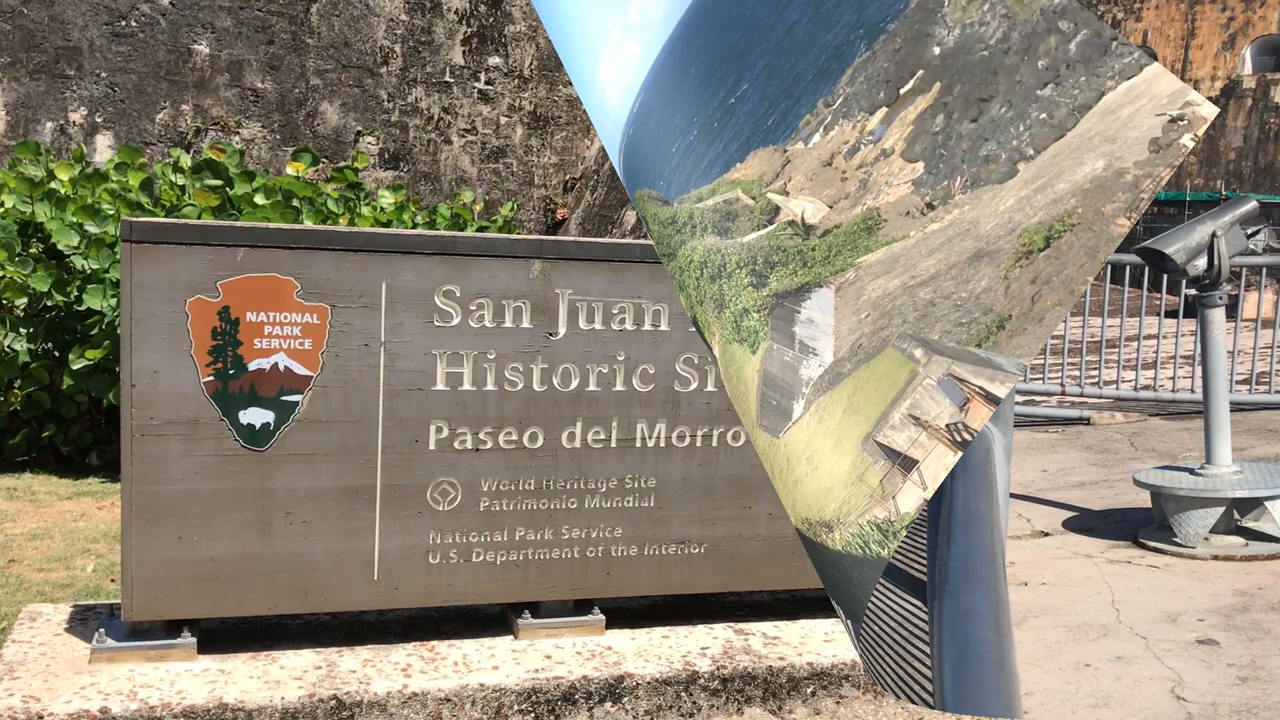 NATIONAL
PARK
SERVICE
San Juan
Historic
Paseo del Morro
World Heritage Site
Patrimonio Mundial
National Park Service
U.S. Department of the Interior